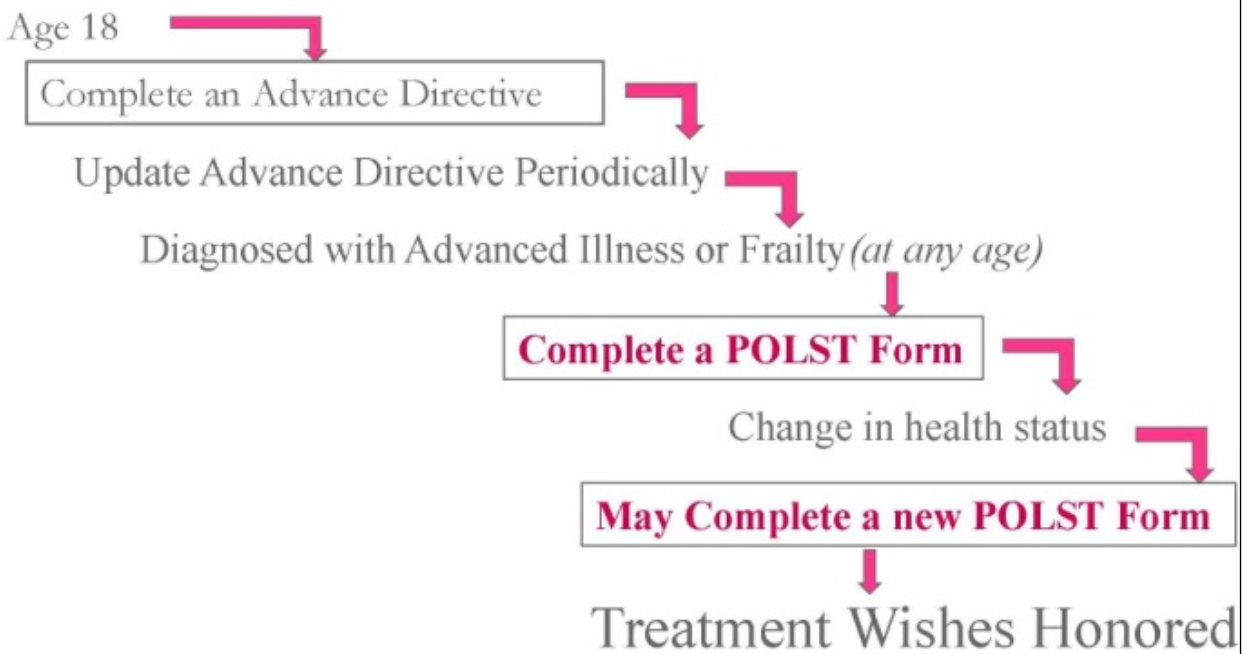 Age 18
Complete an Advance Directive
Update Advance Directive Periodically
Diagnosed with Advanced Illness or Frailty (at any age)
Complete a POLST Form
Change in health status
May Complete a new POLST Form
Treatment Wishes Honored